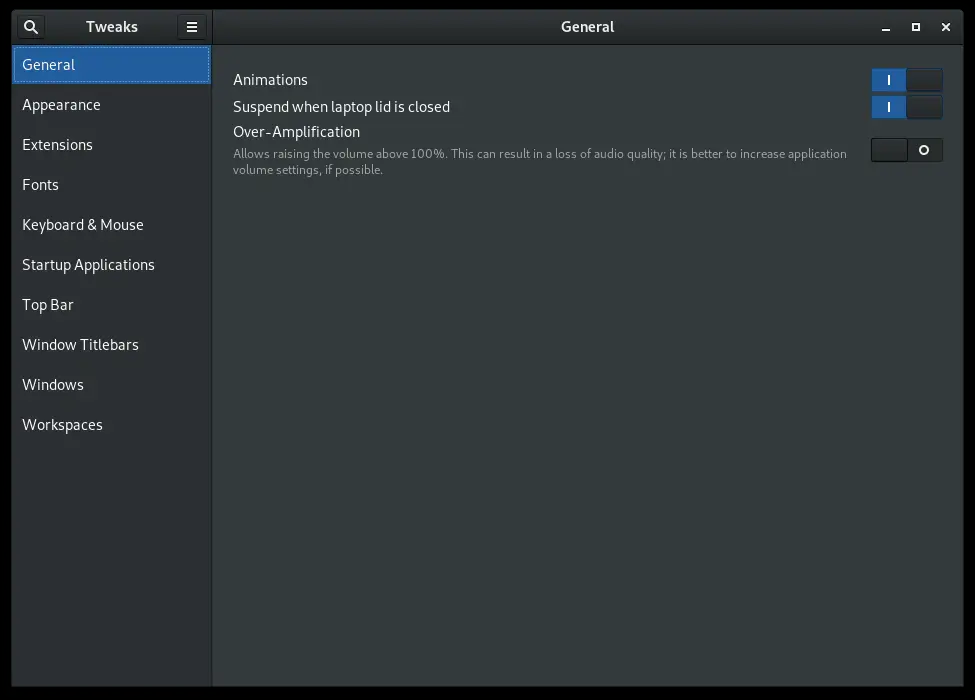 Tweaks
General
General
Appearance
Extensions
Fonts
Keyboard & Mouse
Startup Applications
Top Bar
Window Titlebars
Windows
Workspaces
Animations
Suspend when laptop lid is closed
Over-Amplification
Allows raising the volume above 100%. This can result in a loss of audio quality; it is better to increase application
volume settings, if possible.